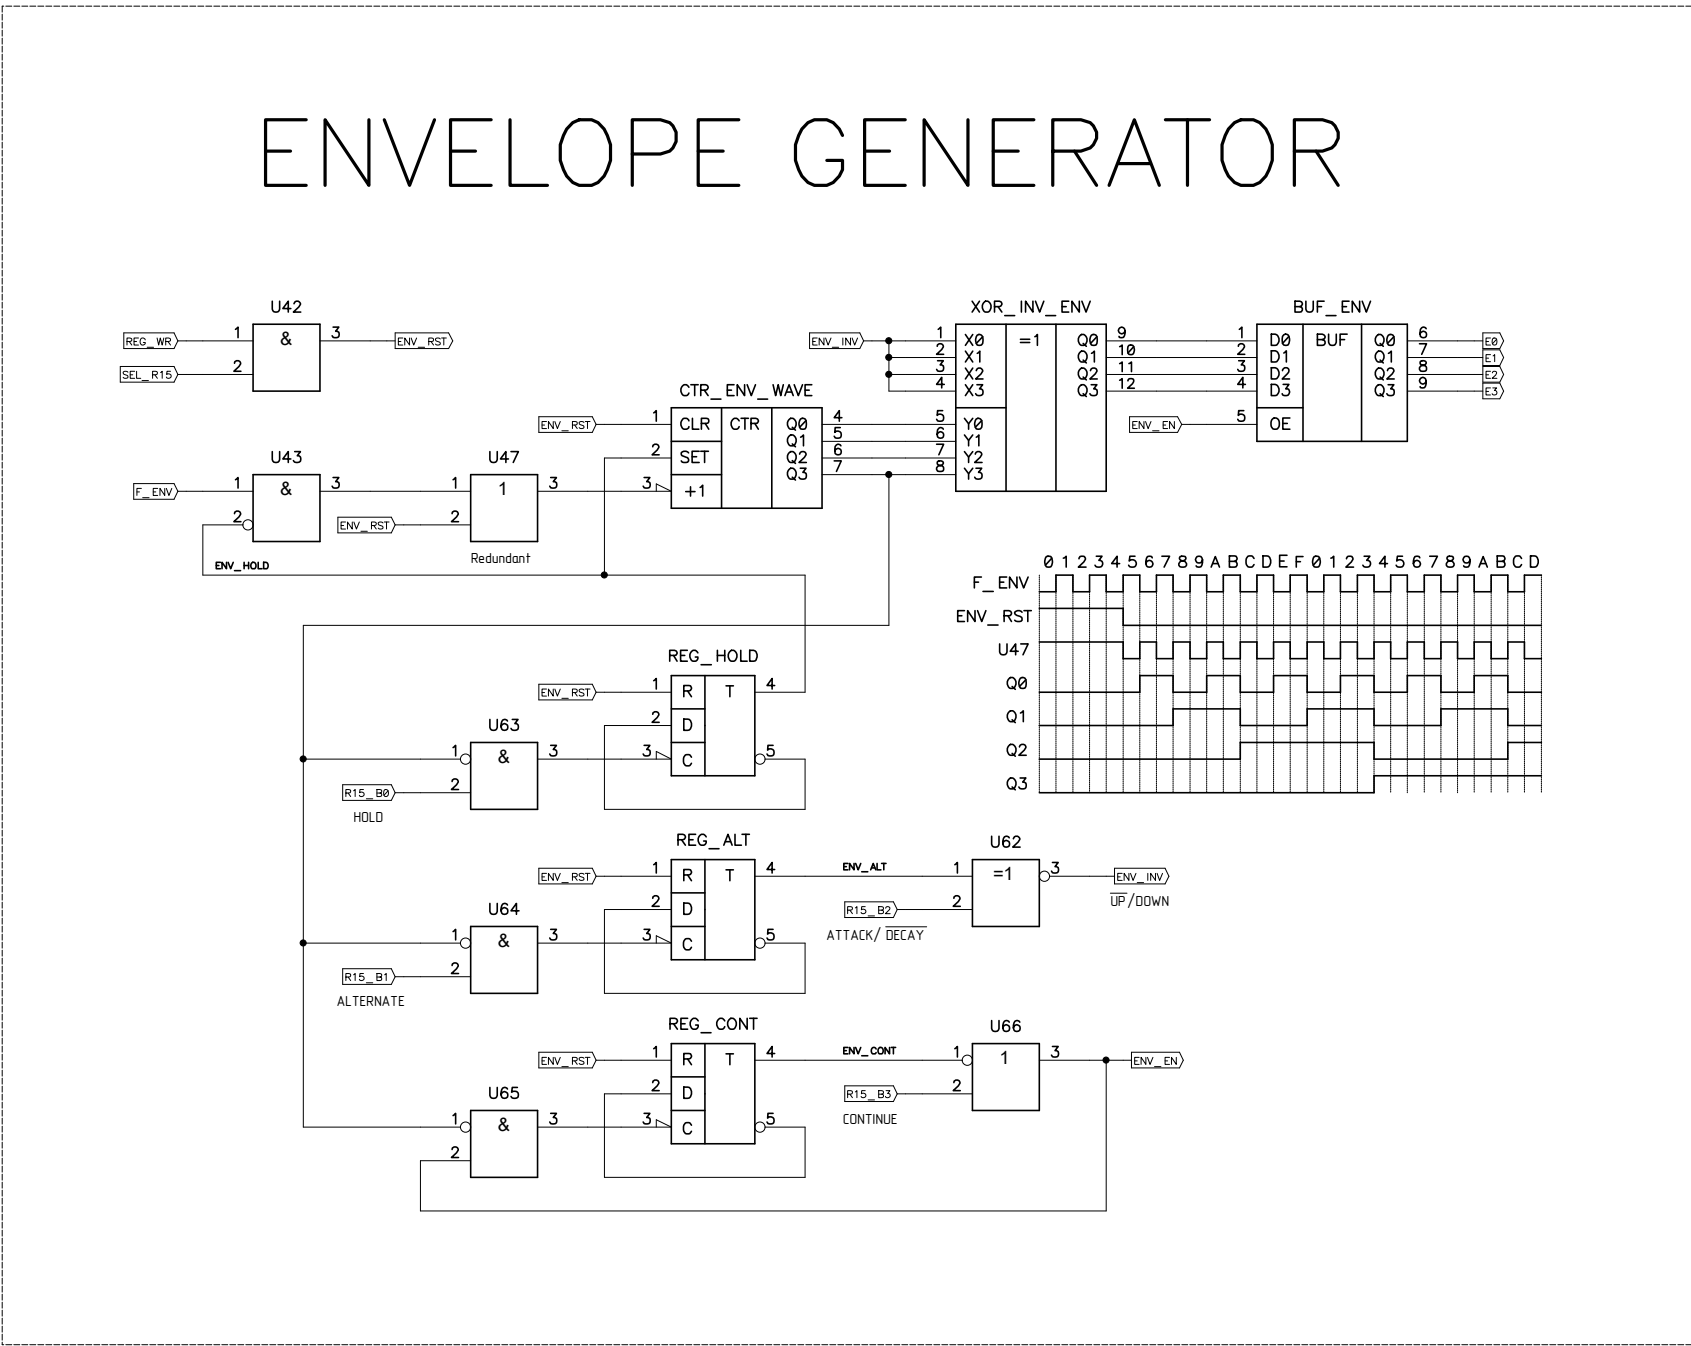 ENVELOPE GENERATOR
U42
REG_WR 1 & 3 ENV_RST
SEL_R15 2
U43
F_ENV 1 & 3
2
ENV_HOLD
U47
1 1 3
ENV_RST 2
Redundant
CTR_ENV_WAVE
ENV_RST 1 CLR CTR Q0 4
Q1 5
2 SET Q2 6
Q3 7
3 +1
XOR_INV_ENV
ENV_INV 1 X0 =1 Q0 9
2 X1 Q1 10
3 X2 Q2 11
4 X3 Q3 12
5 Y0
6 Y1
7 Y2
8 Y3
BUF_ENV
1 D0 BUF Q0 6 E0
2 D1 Q1 7 E1
3 D2 Q2 8 E2
4 D3 Q3 9 E3
ENV_EN 5 OE
0 1 2 3 4 5 6 7 8 9 A B C D E F 0 1 2 3 4 5 6 7 8 9 A B C D
F_ENV
ENV_RST
U47
Q0
Q1
Q2
Q3
REG_HOLD
ENV_RST 1 R T 4
2 D
3 C 5
U63
1 & 3
R15_B0 2
HOLD
REG_ALT
ENV_RST 1 R T 4 ENV_ALT
2 D
3 C 5
U64
1 & 3
R15_B1 2
ALTERNATE
U62
1 =1 3 ENV_INV
R15_B2 2
UP/DOWN
ATTACK/ DECAY
REG_CONT
ENV_RST 1 R T 4 ENV_CONT
2 D
3 C 5
U65
1 & 3
2
U66
1 1 3 ENV_EN
R15_B3 2
CONTINUE